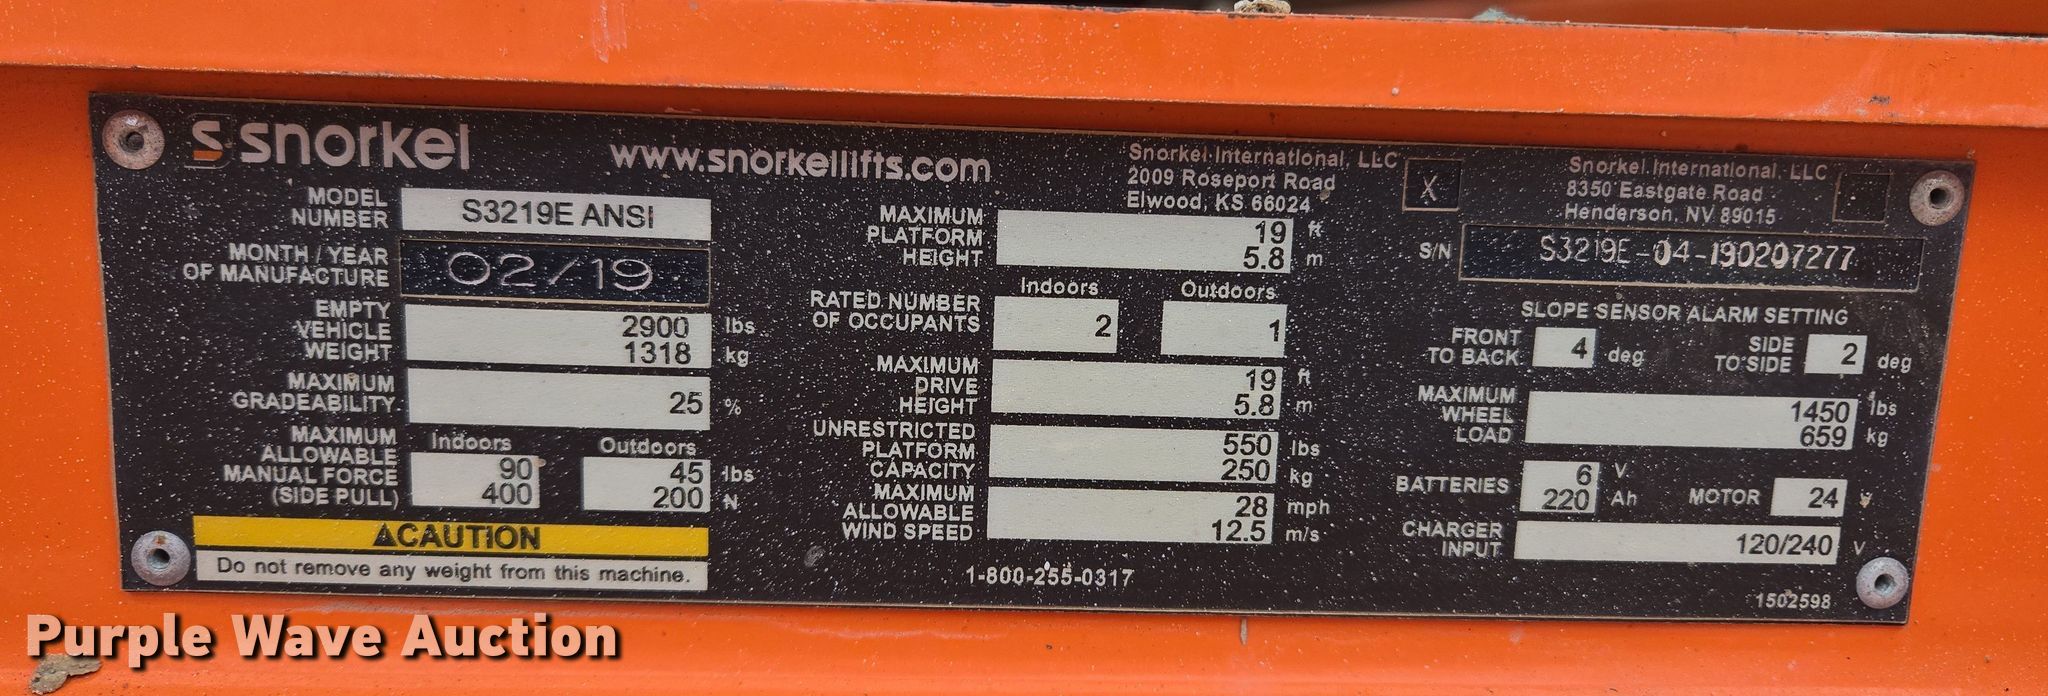 snorkel
www.snorkellifts.com
Snorkel International, LLC
2009 Roseport Road
Elwood, KS 66024
X
Snorkel International, LLC
8350 Eastgate Road
Henderson, NV 89015
MODEL
NUMBER
S3219E ANSI
MONTH / YEAR
OF MANUFACTURE
02/19
EMPTY
VEHICLE
WEIGHT
2900 lbs
1318 kg
MAXIMUM
GRADEABILITY
25 %
MAXIMUM
ALLOWABLE
MANUAL FORCE
(SIDE PULL)
Indoors
90
400
Outdoors
45 lbs
200 N
CAUTION
Do not remove any weight from this machine.
MAXIMUM
PLATFORM
HEIGHT
19 ft
5.8 m
RATED NUMBER
OF OCCUPANTS
Indoors
2
Outdoors
1
MAXIMUM
DRIVE
HEIGHT
19 ft
5.8 m
UNRESTRICTED
PLATFORM
CAPACITY
550 lbs
250 kg
MAXIMUM
ALLOWABLE
WIND SPEED
28 mph
12.5 m/s
1-800-255-0317
S/N
S3219E-04-190207277
SLOPE SENSOR ALARM SETTING
FRONT
TO BACK
4 deg
SIDE
TO SIDE
2 deg
MAXIMUM
WHEEL
LOAD
1450 lbs
659 kg
BATTERIES
6 V
220 Ah
MOTOR 24 V
CHARGER
INPUT
120/240 V
1502598
Purple Wave Auction